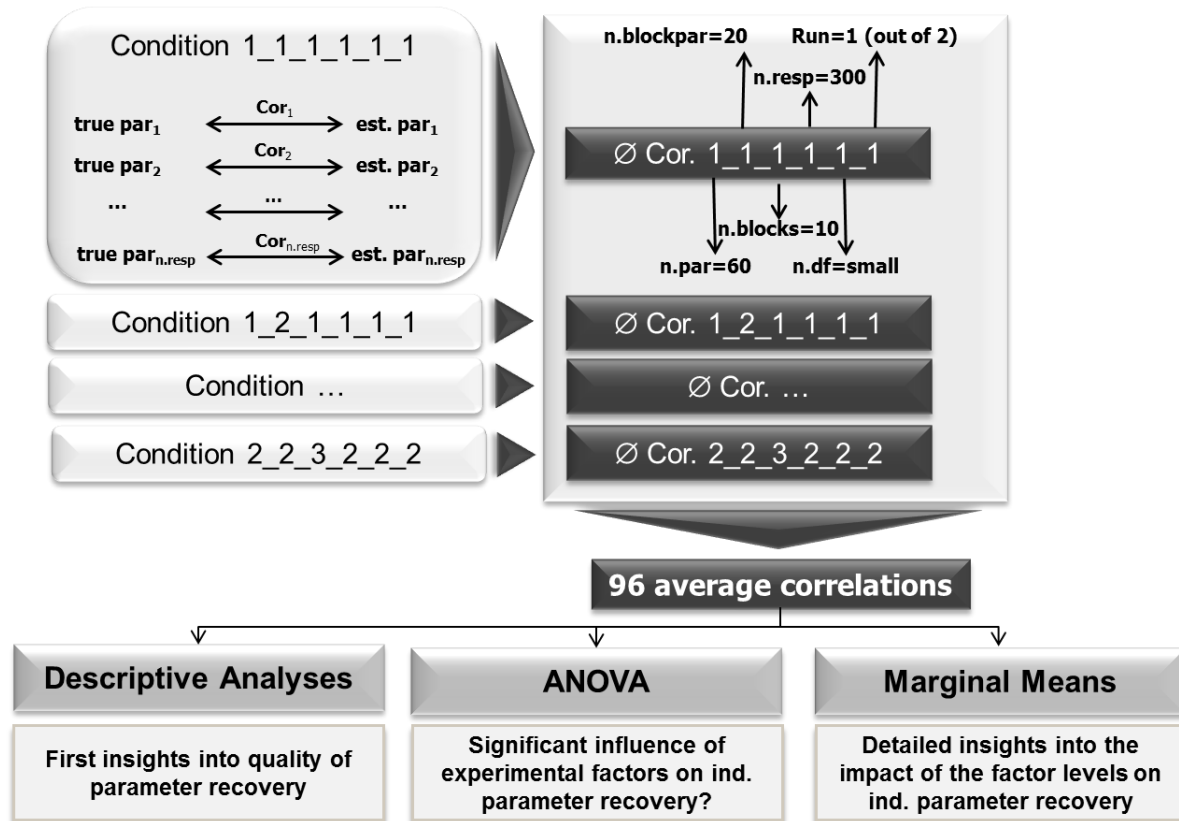 Condition 1_1_1_1_1_1
true par1
Cor1
est. par1
true par2
Cor2
est. par2
...
...
...
true parn.resp
Corn.resp
est. parn.resp
Condition 1_2_1_1_1_1
Condition …
Condition 2_2_3_2_2_2
n.blockpar=20
Run=1 (out of 2)
n.resp=300
∅ Cor. 1_1_1_1_1_1
n.blocks=10
n.par=60
n.df=small
∅ Cor. 1_2_1_1_1_1
∅ Cor. …
∅ Cor. 2_2_3_2_2_2
96 average correlations
Descriptive Analyses
First insights into quality of
parameter recovery
ANOVA
Significant influence of
experimental factors on ind.
parameter recovery?
Marginal Means
Detailed insights into the
impact of the factor levels on
ind. parameter recovery